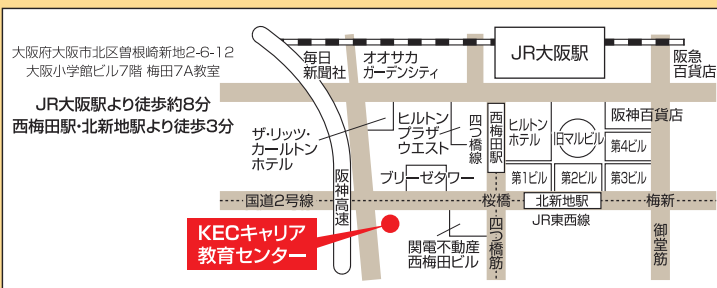 大阪府大阪市北区曽根崎新地2-6-12
大阪小学館ビル7階 梅田7A教室
JR大阪駅より徒歩約8分
西梅田駅・北新地駅より徒歩3分
毎日
新聞社
オオサカ
ガーデンシティ
JR大阪駅
阪急
百貨店
ザ・リッツ・
カールトン
ホテル
ヒルトン
プラザ
ウエスト
四つ橋線
西梅田駅
ヒルトン
ホテル
旧マルビル
阪神百貨店
第4ビル
ブリーゼタワー
第1ビル
第2ビル
第3ビル
阪神高速
国道2号線
桜橋
北新地駅
梅新
JR東西線
KECキャリア
教育センター
関電不動産
西梅田ビル
四つ橋筋
御堂筋